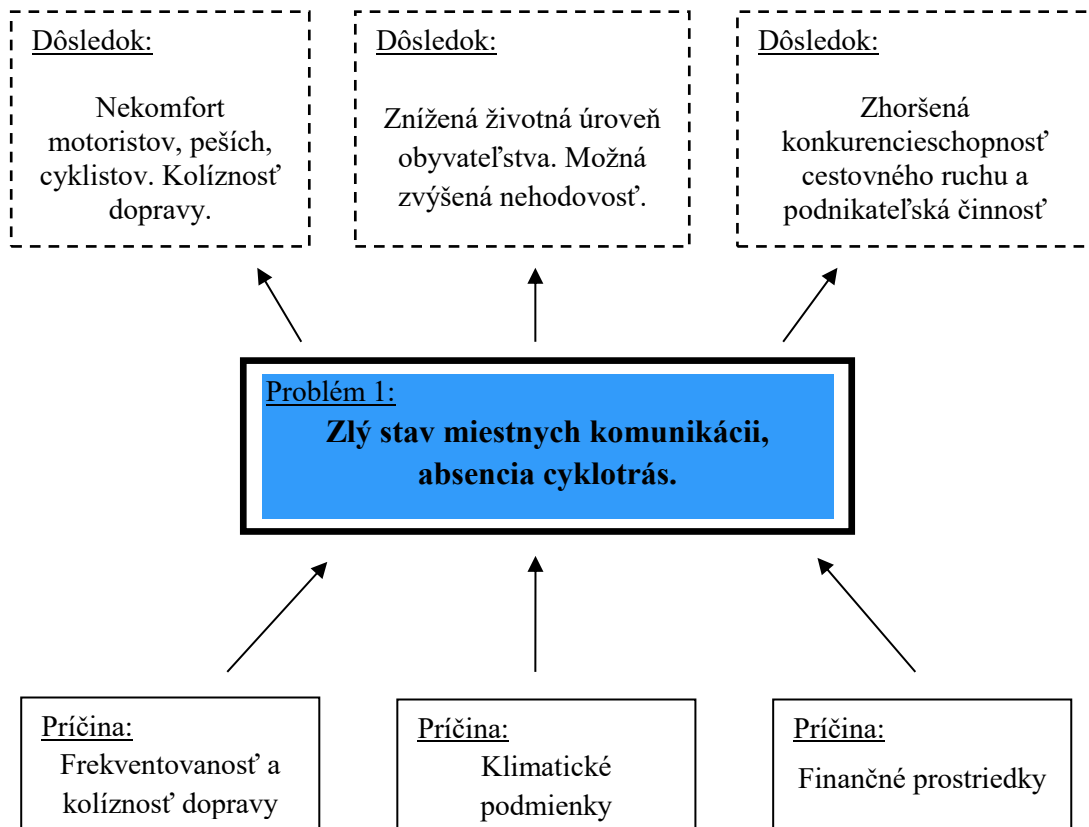 Dôsledok:
Nekomfort
motoristov, peších,
cyklistov. Kolíznosť
dopravy.
Dôsledok:
Znížená životná úroveň
obyvateľstva. Možná
zvýšená nehodovosť.
Dôsledok:
Zhoršená
konkurencieschopnosť
cestovného ruchu a
podnikateľská činnosť
Problém 1:
Zlý stav miestnych komunikácii,
absencia cyklotrás.
Príčina:
Frekventovanosť a
kolíznosť dopravy
Príčina:
Klimatické
podmienky
Príčina:
Finančné prostriedky